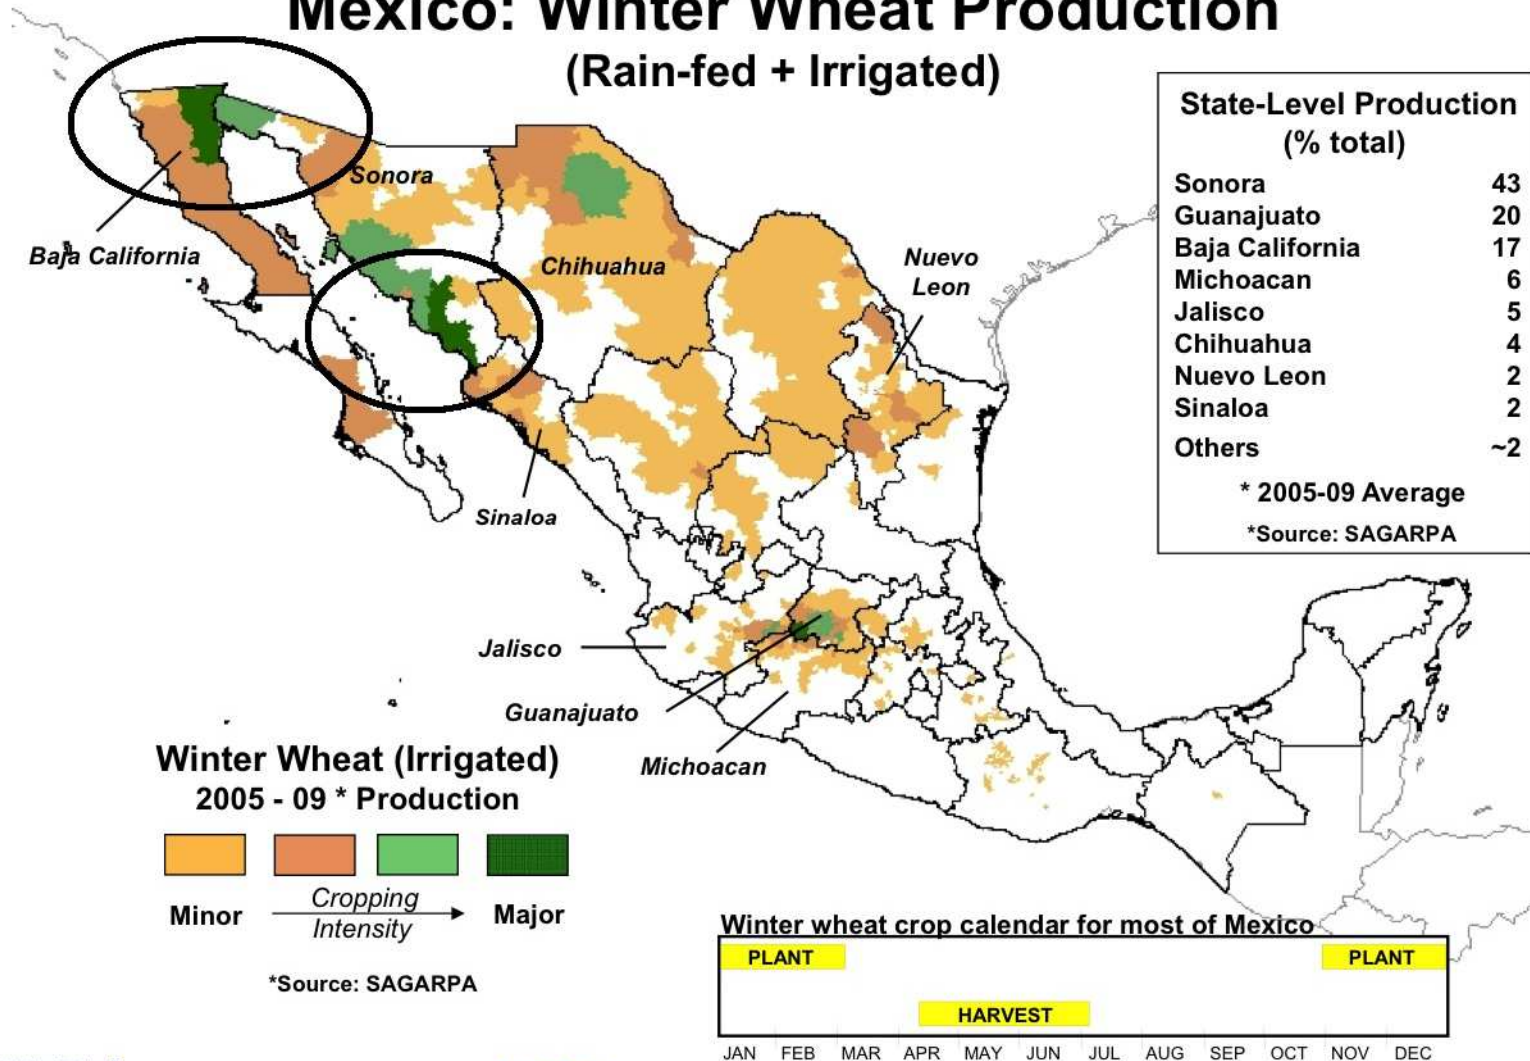 Mexico: Winter Wheat Production
(Rain-fed + Irrigated)
State-Level Production
(% total)
Sonora 43
Guanajuato 20
Baja California 17
Michoacan 6
Jalisco 5
Chihuahua 4
Nuevo Leon 2
Sinaloa 2
Others ~2
* 2005-09 Average
*Source: SAGARPA
Sonora
Baja California
Chihuahua
Nuevo
Leon
Sinaloa
Jalisco
Guanajuato
Michoacan
Winter Wheat (Irrigated)
2005 - 09 * Production
Minor
Cropping
Intensity
Major
*Source: SAGARPA
Winter wheat crop calendar for most of Mexico
PLANT PLANT
HARVEST
JAN FEB MAR APR MAY JUN JUL AUG SEP OCT NOV DEC